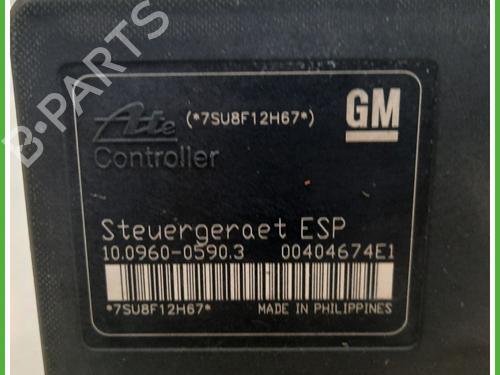 B-PARTS
Ate
(*7SU8F12H67*)
GM
Controller
Steuergeraet ESP
10.0960-0590.3 00404674E1
*7SU8F12H67* MADE IN PHILIPPINES